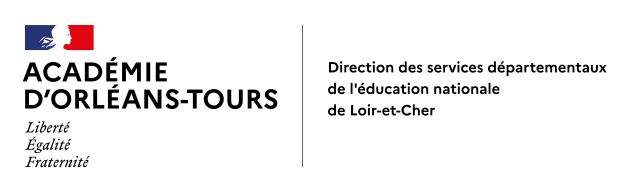 ACADÉMIE
D'ORLÉANS-TOURS
Liberté
Égalité
Fraternité
Direction des services départementaux
de l'éducation nationale
de Loir-et-Cher